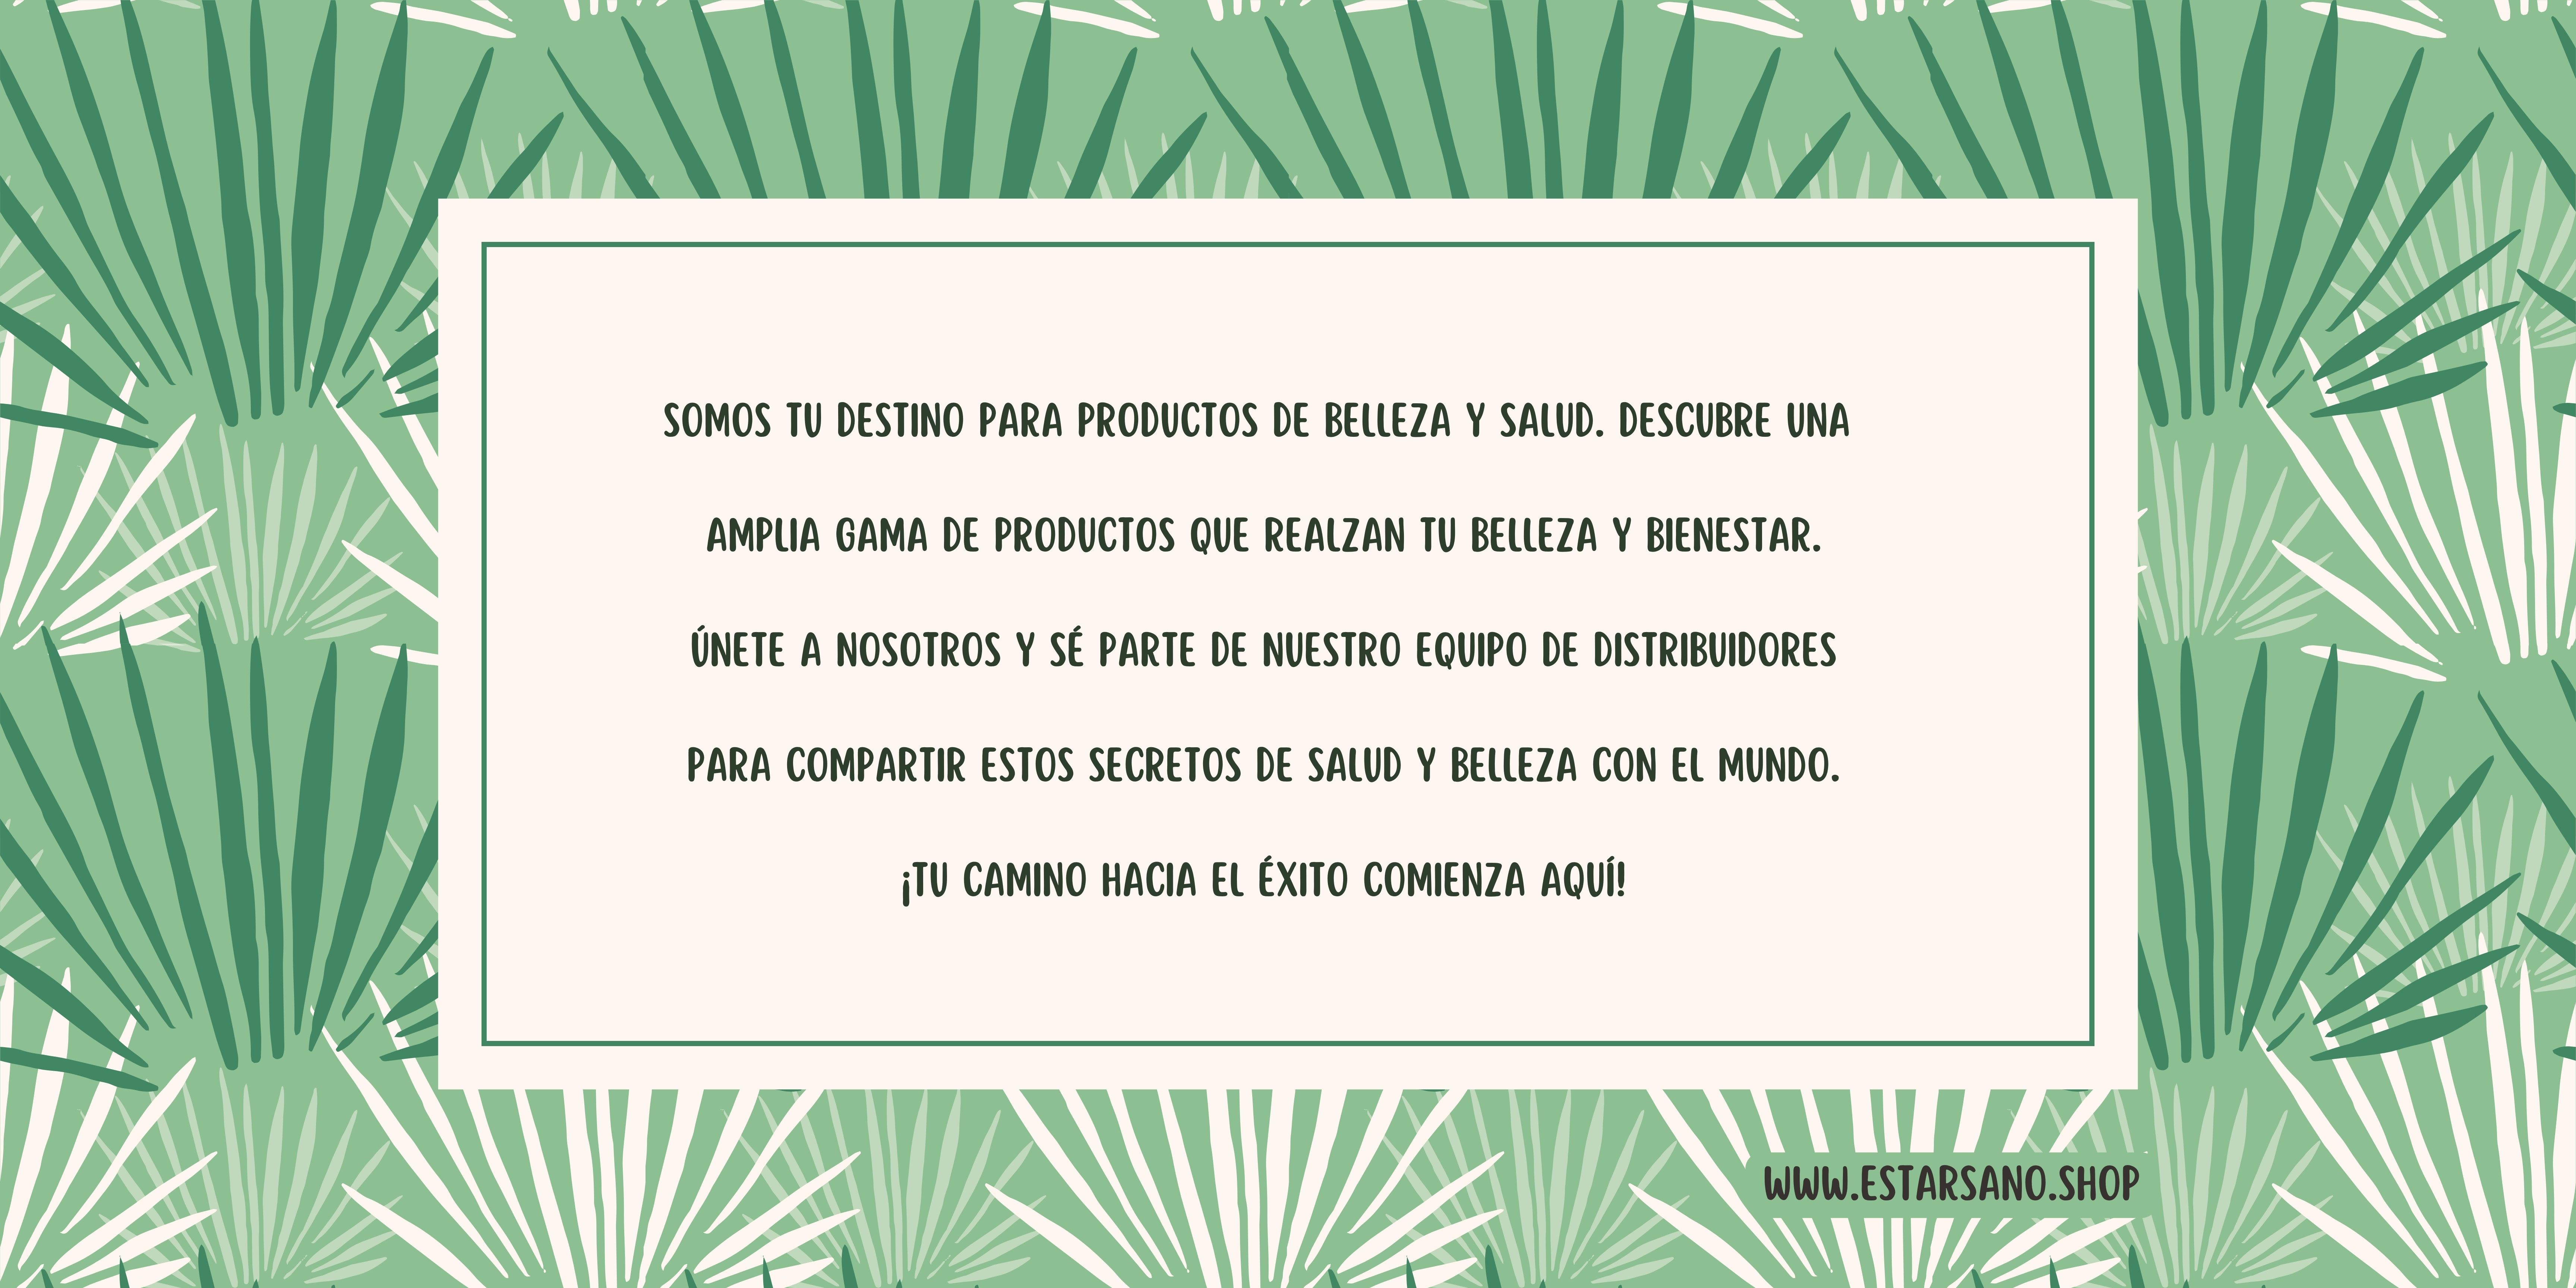 SOMOS TU DESTINO PARA PRODUCTOS DE BELLEZA Y SALUD. DESCUBRE UNA
AMPLIA GAMA DE PRODUCTOS QUE REALZAN TU BELLEZA Y BIENESTAR.
ÚNETE A NOSOTROS Y SÉ PARTE DE NUESTRO EQUIPO DE DISTRIBUIDORES
PARA COMPARTIR ESTOS SECRETOS DE SALUD Y BELLEZA CON EL MUNDO.
¡TU CAMINO HACIA EL ÉXITO COMIENZA AQUÍ!
WWW.ESTARSANO.SHOP